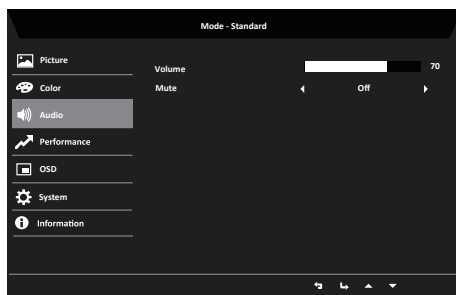 Mode - Standard
Picture
Color
Audio
Performance
OSD
System
Information
Volume 70
Mute Off